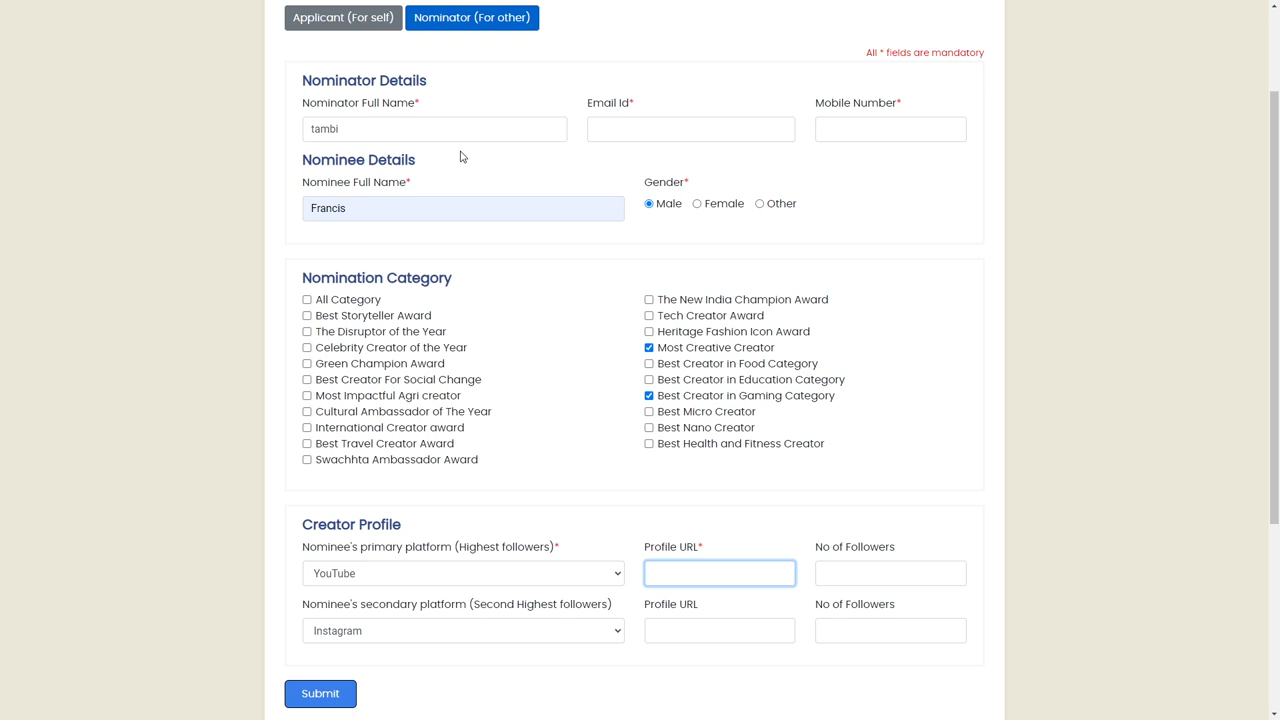 Applicant (For self) Nominator (For other)
All * fields are mandatory
Nominator Details
Nominator Full Name* Email Id* Mobile Number*
tambi
Nominee Details
Nominee Full Name* Gender*
Francis Male Female Other
Nomination Category
All Category The New India Champion Award
Best Storyteller Award Tech Creator Award
The Disruptor of the Year Heritage Fashion Icon Award
Celebrity Creator of the Year Most Creative Creator
Green Champion Award Best Creator in Food Category
Best Creator For Social Change Best Creator in Education Category
Most Impactful Agri creator Best Creator in Gaming Category
Cultural Ambassador of The Year Best Micro Creator
International Creator award Best Nano Creator
Best Travel Creator Award Best Health and Fitness Creator
Swachhta Ambassador Award
Creator Profile
Nominee's primary platform (Highest followers)* Profile URL* No of Followers
YouTube
Nominee's secondary platform (Second Highest followers) Profile URL No of Followers
Instagram
Submit